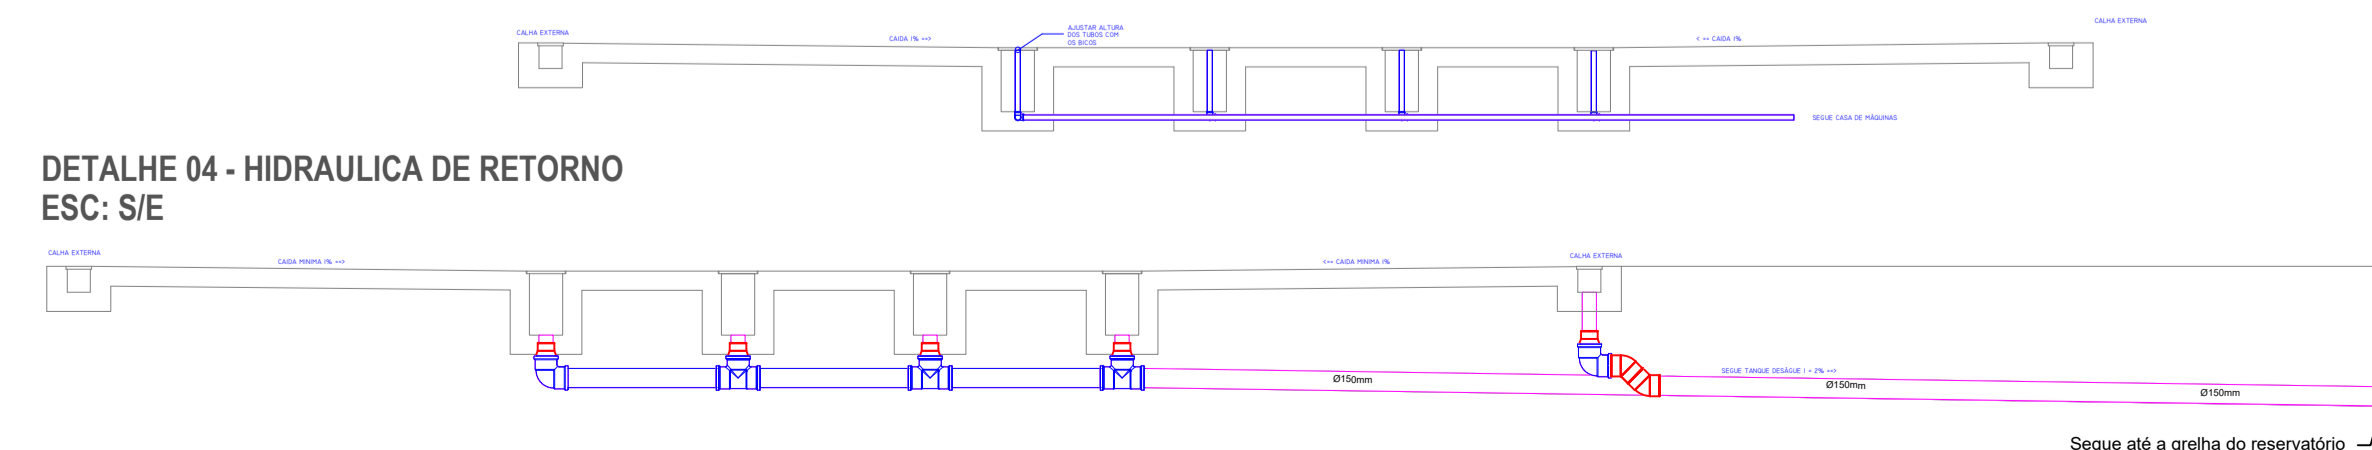 CALHA EXTERNA
CAIDA 1% ==>
AJUSTAR ALTURA
DOS TUBOS COM
OS BICOS
< == CAIDA 1%
CALHA EXTERNA
SEGUE CASA DE MÁQUINAS
DETALHE 04 - HIDRAULICA DE RETORNO
ESC: S/E
CALHA EXTERNA
CAIDA MINIMA 1% ==>
<== CAIDA MINIMA 1%
CALHA EXTERNA
Ø150mm
SEGUE TANQUE DESÁGUE I = 2% ==>
Ø150mm
Ø150mm
Segue até a grelha do reservatório